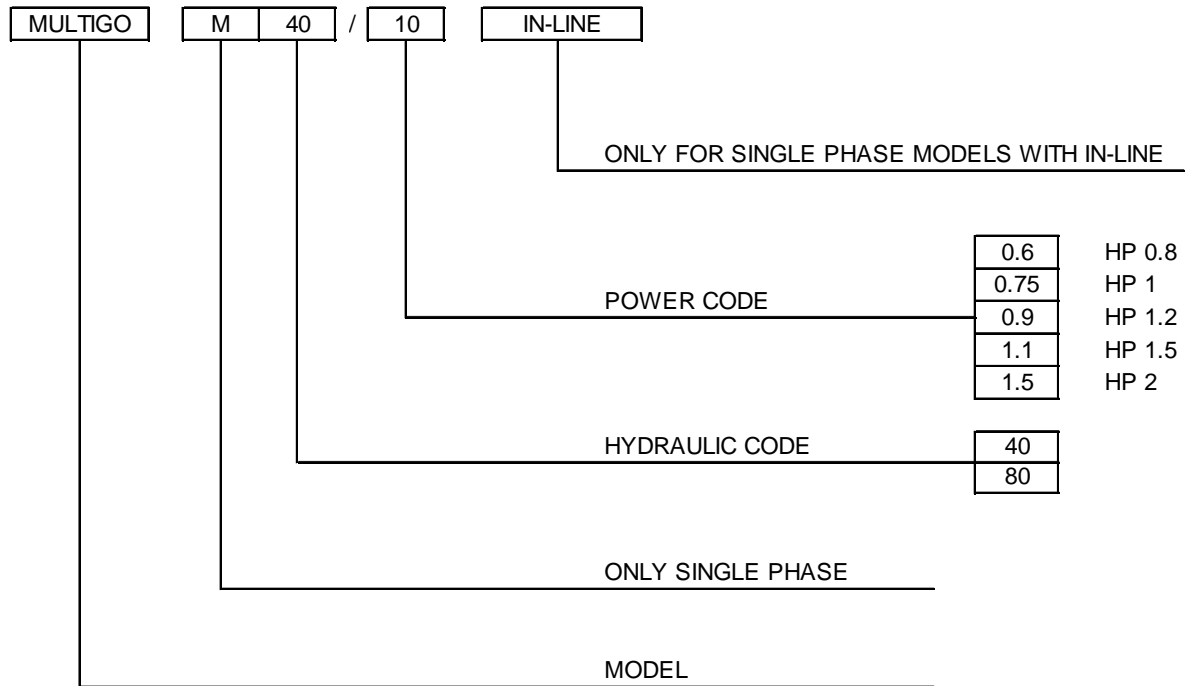 MULTIGO M 40 / 10 IN-LINE
ONLY FOR SINGLE PHASE MODELS WITH IN-LINE
0.6 HP 0.8
0.75 HP 1
POWER CODE
0.9 HP 1.2
1.1 HP 1.5
1.5 HP 2
HYDRAULIC CODE 40
80
ONLY SINGLE PHASE
MODEL